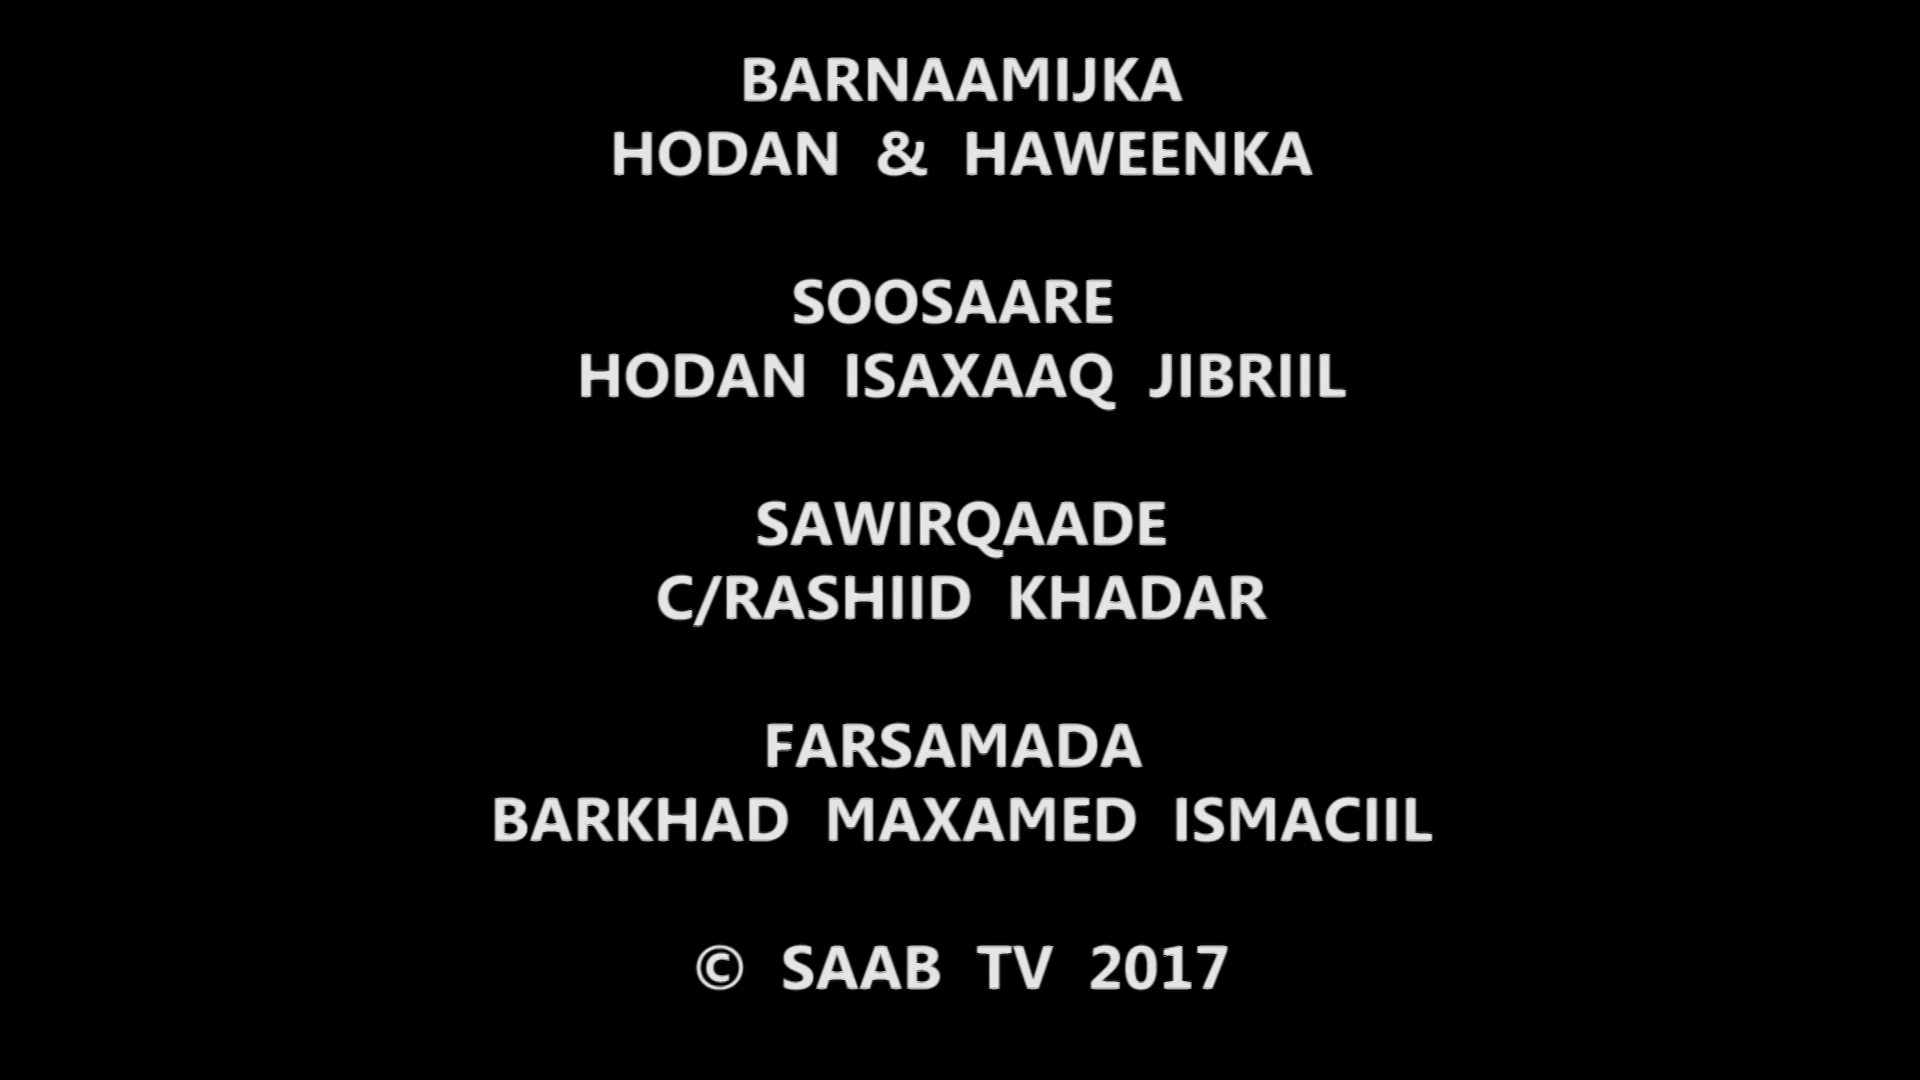 BARNAAMIJKA
HODAN & HAWEENKA
SOOSAARE
HODAN ISAXAAQ JIBRIIL
SAWIRQAADE
C/RASHIID KHADAR
FARSAMADA
BARKHAD MAXAMED ISMACIIL
© SAAB TV 2017